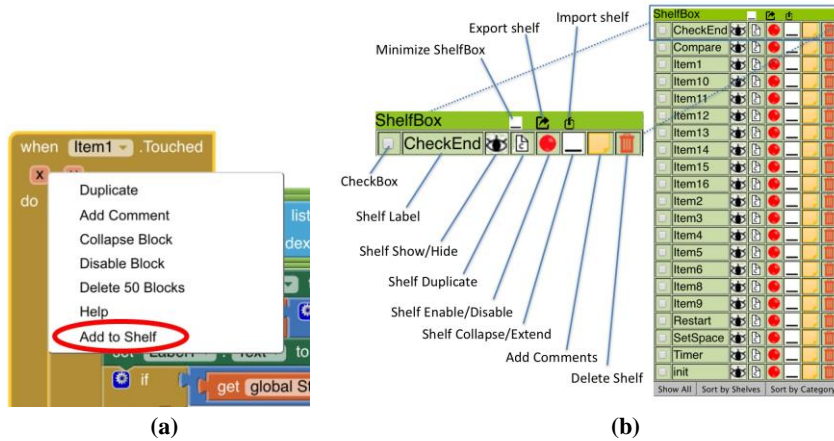 when Item1 .Touched
x
do
Duplicate
Add Comment
Collapse Block
Disable Block
Delete 50 Blocks
Help
Add to Shelf
list
dex
to
if
get global St
(a)
Import shelf
Export shelf
Minimize ShelfBox
ShelfBox
CheckEnd
CheckBox
Shelf Label
Shelf Show/Hide
Shelf Duplicate
Shelf Enable/Disable
Shelf Collapse/Extend
Add Comments
Delete Shelf
ShelfBox
CheckEnd
Compare
Item1
Item10
Item11
Item12
Item13
Item14
Item15
Item16
Item2
Item3
Item4
Item5
Item6
Item8
Item9
Restart
SetSpace
Timer
init
Show All Sort by Shelves Sort by Category
(b)